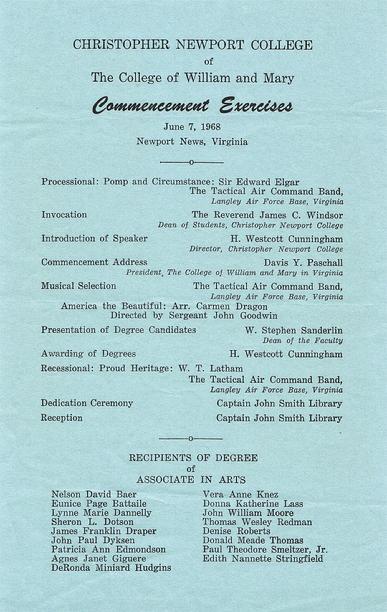 CHRISTOPHER NEWPORT COLLEGE
of
The College of William and Mary
Commencement Exercises
June 7, 1968
Newport News, Virginia
Processional: Pomp and Circumstance: Sir Edward Elgar
The Tactical Air Command Band,
Langley Air Force Base, Virginia
Invocation The Reverend James C. Windsor
Dean of Students, Christopher Newport College
Introduction of Speaker H. Westcott Cunningham
Director, Christopher Newport College
Commencement Address Davis Y. Paschall
President, The College of William and Mary in Virginia
Musical Selection The Tactical Air Command Band,
Langley Air Force Base, Virginia
America the Beautiful: Arr. Carmen Dragon
Directed by Sergeant John Goodwin
Presentation of Degree Candidates W. Stephen Sanderlin
Dean of the Faculty
Awarding of Degrees H. Westcott Cunningham
Recessional: Proud Heritage: W. T. Latham
The Tactical Air Command Band,
Langley Air Force Base, Virginia
Dedication Ceremony Captain John Smith Library
Reception Captain John Smith Library
RECIPIENTS OF DEGREE
of
ASSOCIATE IN ARTS
Nelson David Baer
Eunice Page Battaile
Lynne Marie Dannelly
Sheron L. Dotson
James Franklin Draper
John Paul Dyksen
Patricia Ann Edmondson
Agnes Janet Giguere
DeRonda Miniard Hudgins
Vera Anne Knez
Donna Katherine Lass
John William Moore
Thomas Wesley Redman
Denise Roberts
Donald Meade Thomas
Paul Theodore Smeltzer, Jr.
Edith Nannette Stringfield